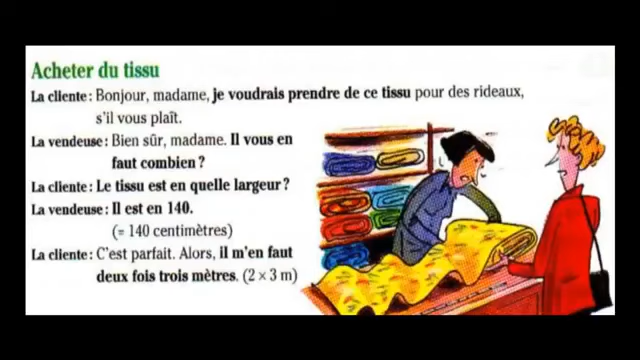 Acheter du tissu
La cliente : Bonjour, madame, je voudrais prendre de ce tissu pour des rideaux,
s'il vous plaît.
La vendeuse : Bien sûr, madame. Il vous en
faut combien ?
La cliente : Le tissu est en quelle largeur ?
La vendeuse : Il est en 140.
(= 140 centimètres)
La cliente : C'est parfait. Alors, il m'en faut
deux fois trois mètres. (2 × 3 m)